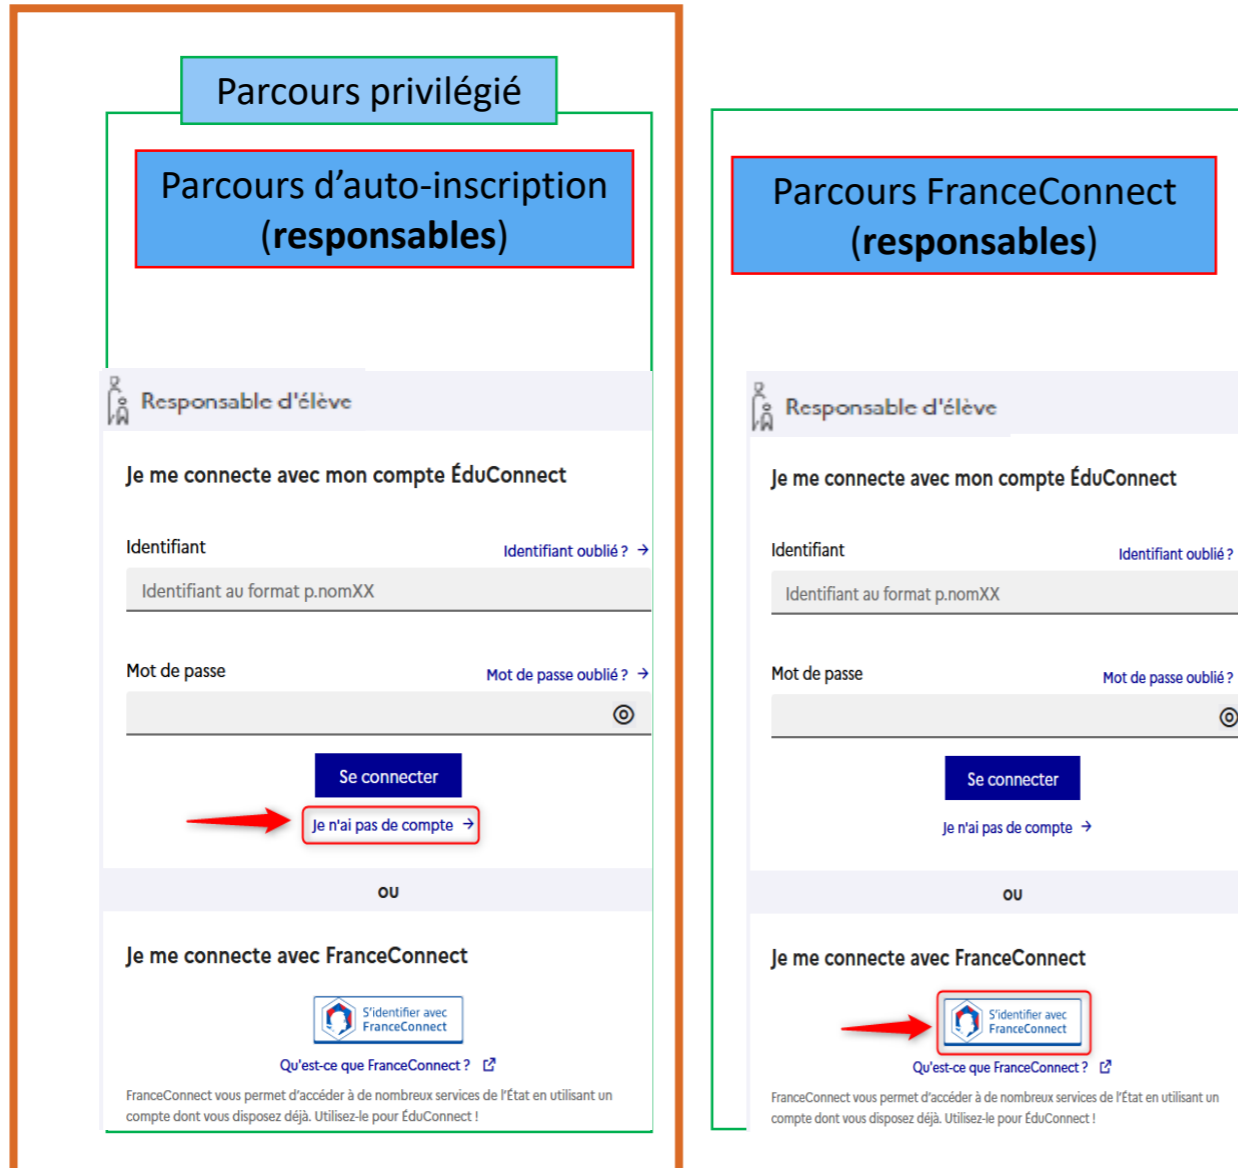 Parcours privilégié
Parcours d'auto-inscription
(responsables)
Responsable d'élève
Je me connecte avec mon compte ÉduConnect
Identifiant
Identifiant oublié ? →
Identifiant au format p.nomXX
Mot de passe
Mot de passe oublié ? →
Se connecter
Je n'ai pas de compte →
OU
Je me connecte avec FranceConnect
S'identifier avec
FranceConnect
Qu'est-ce que FranceConnect ?
FranceConnect vous permet d'accéder à de nombreux services de l'État en utilisant un
compte dont vous disposez déjà. Utilisez-le pour ÉduConnect !
Parcours FranceConnect
(responsables)
Responsable d'élève
Je me connecte avec mon compte ÉduConnect
Identifiant
Identifiant oublié ?
Identifiant au format p.nomXX
Mot de passe
Mot de passe oublié ?
Se connecter
Je n'ai pas de compte →
OU
Je me connecte avec FranceConnect
S'identifier avec
FranceConnect
Qu'est-ce que FranceConnect ?
FranceConnect vous permet d'accéder à de nombreux services de l'État en utilisant un
compte dont vous disposez déjà. Utilisez-le pour ÉduConnect !